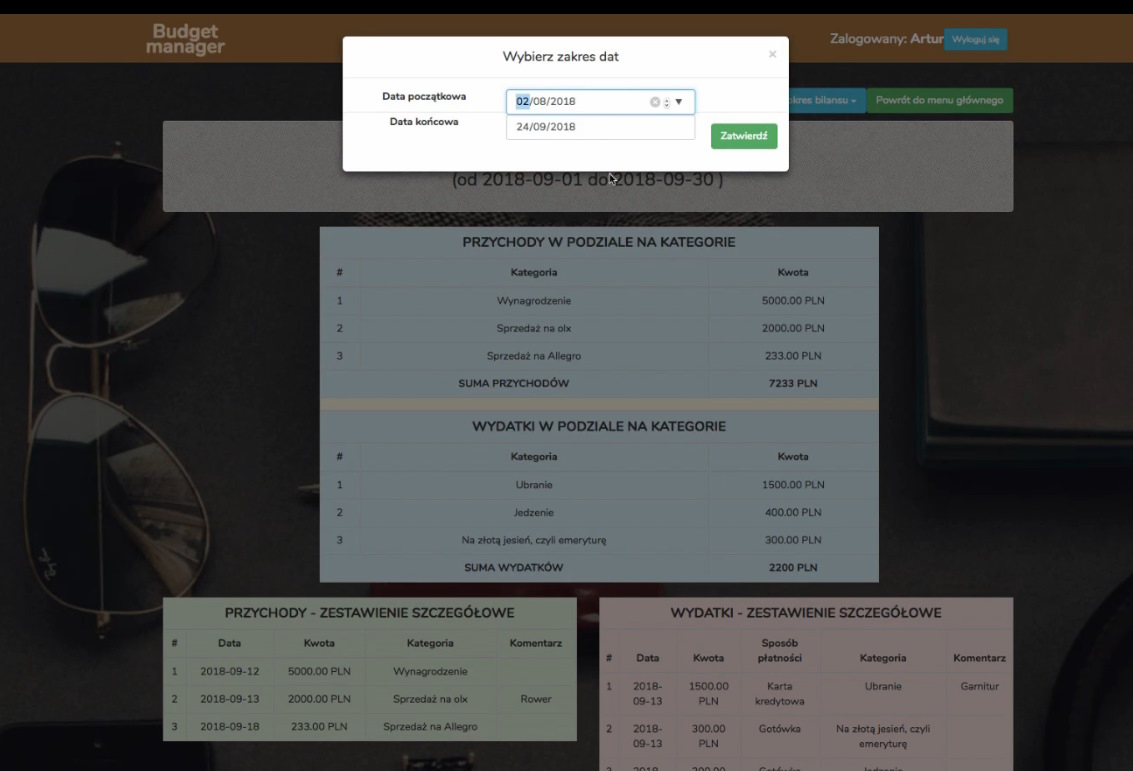 Budget
manager
Zalogowany: Artur Wyloguj się
Wybierz zakres dat ×
Data początkowa 02/08/2018
Data końcowa 24/09/2018
Zatwierdź
okres bilansu Powrót do menu głównego
(od 2018-09-01 do 2018-09-30 )
PRZYCHODY W PODZIALE NA KATEGORIE
# Kategoria Kwota
1 Wynagrodzenie 5000.00 PLN
2 Sprzedaż na olx 2000.00 PLN
3 Sprzedaż na Allegro 233.00 PLN
SUMA PRZYCHODÓW 7233 PLN
WYDATKI W PODZIALE NA KATEGORIE
# Kategoria Kwota
1 Ubranie 1500.00 PLN
2 Jedzenie 400.00 PLN
3 Na złotą jesień, czyli emeryturę 300.00 PLN
SUMA WYDATKÓW 2200 PLN
PRZYCHODY - ZESTAWIENIE SZCZEGÓŁOWE
# Data Kwota Kategoria Komentarz
1 2018-09-12 5000.00 PLN Wynagrodzenie
2 2018-09-13 2000.00 PLN Sprzedaż na olx Rower
3 2018-09-18 233.00 PLN Sprzedaż na Allegro
WYDATKI - ZESTAWIENIE SZCZEGÓŁOWE
Sposób
# Data Kwota płatności Kategoria Komentarz
1 2018- 1500.00 Karta Ubranie Garnitur
09-13 PLN kredytowa
2 2018- 300.00 Gotówka Na złotą jesień, czyli
09-13 PLN emeryturę
3 2018- 200.00 Gotówka Jedzenie